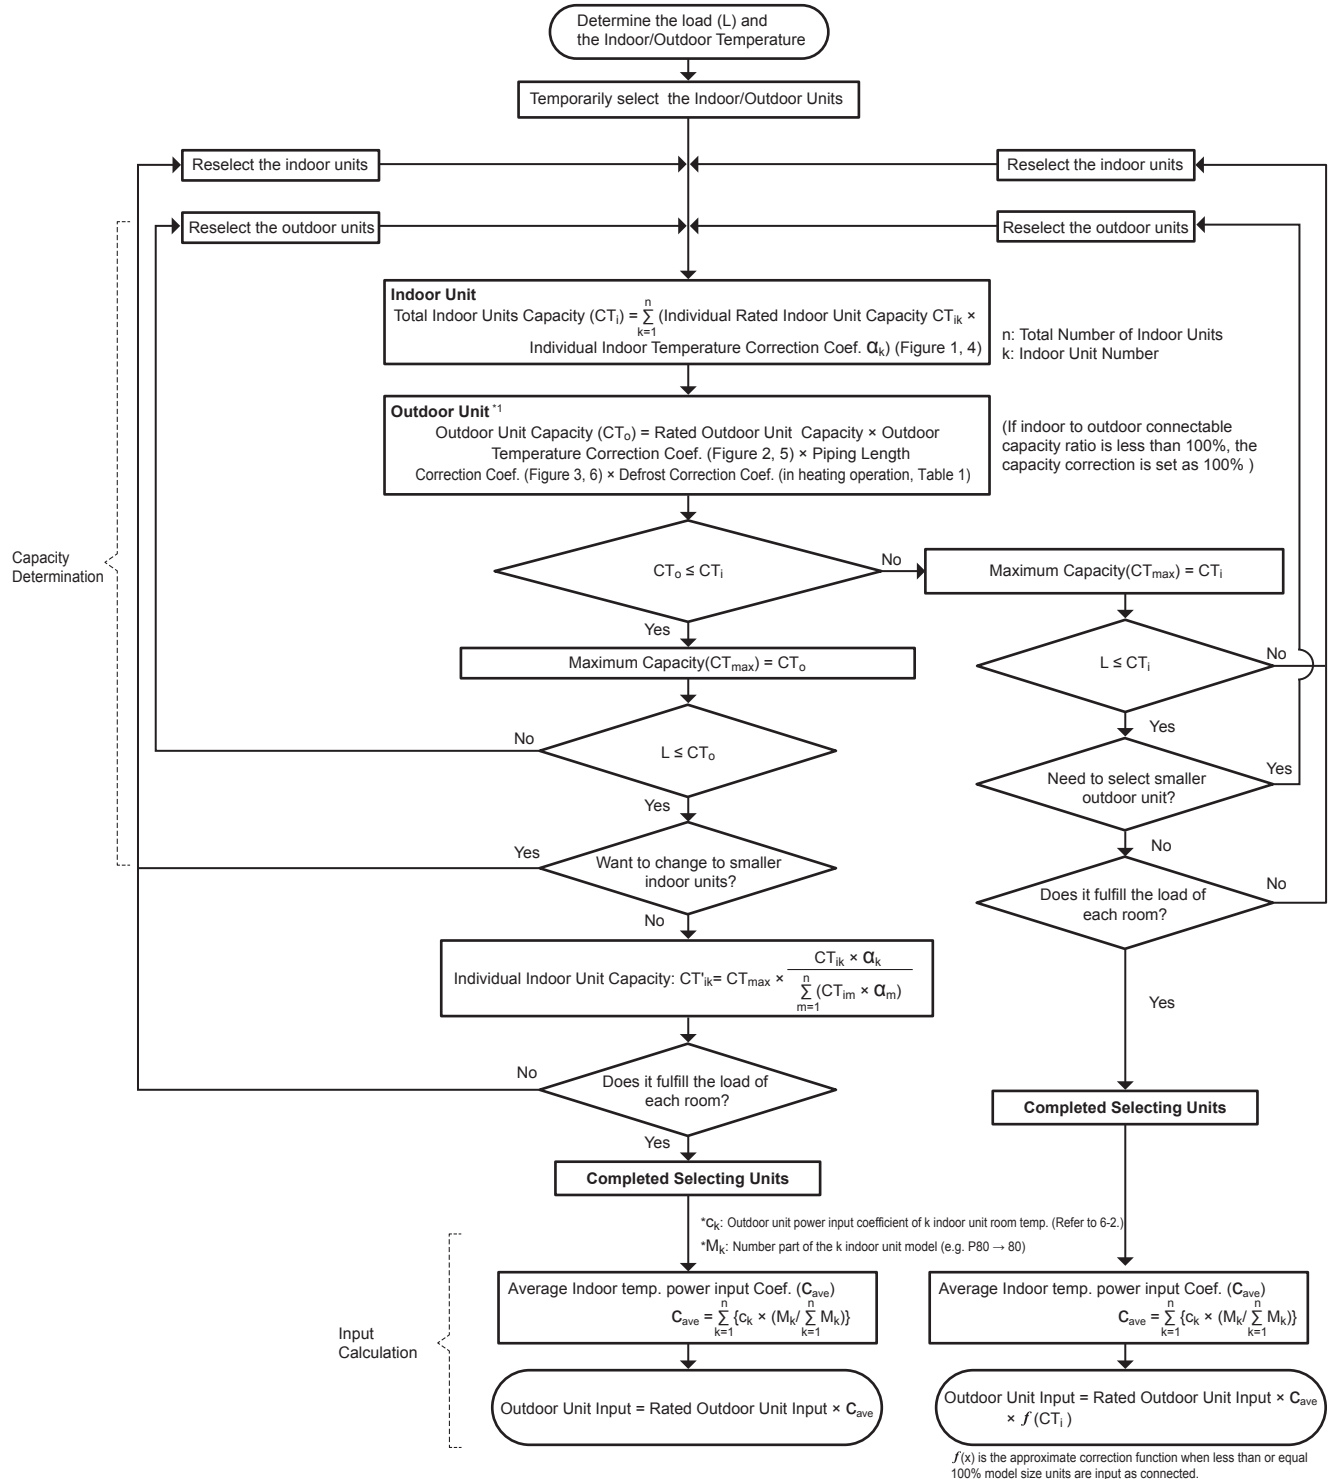 Determine the load (L) and
the Indoor/Outdoor Temperature
Temporarily select the Indoor/Outdoor Units
Reselect the indoor units
Reselect the indoor units
Reselect the outdoor units
Reselect the outdoor units
Indoor Unit
Total Indoor Units Capacity (CTi) = n Σ k=1 (Individual Rated Indoor Unit Capacity CTik ×
Individual Indoor Temperature Correction Coef. αk) (Figure 1, 4)
n: Total Number of Indoor Units
k: Indoor Unit Number
Outdoor Unit *1
Outdoor Unit Capacity (CTo) = Rated Outdoor Unit Capacity × Outdoor
Temperature Correction Coef. (Figure 2, 5) × Piping Length
Correction Coef. (Figure 3, 6) × Defrost Correction Coef. (in heating operation, Table 1)
(If indoor to outdoor connectable
capacity ratio is less than 100%, the
capacity correction is set as 100% )
Capacity
Determination
CTo ≤ CTi
No
Maximum Capacity(CTmax) = CTi
Yes
Maximum Capacity(CTmax) = CTo
L ≤ CTi
No
Yes
L ≤ CTo
No
Yes
Need to select smaller
outdoor unit?
Yes
No
Want to change to smaller
indoor units?
Yes
No
Does it fulfill the load of
each room?
No
Yes
Individual Indoor Unit Capacity: CT'ik= CTmax × CTik × αk / n Σ m=1 (CTim × αm)
Does it fulfill the load of
each room?
No
Yes
Completed Selecting Units
Completed Selecting Units
*ck: Outdoor unit power input coefficient of k indoor unit room temp. (Refer to 6-2.)
*Mk: Number part of the k indoor unit model (e.g. P80 → 80)
Input
Calculation
Average Indoor temp. power input Coef. (Cave)
Cave = n Σ k=1 {ck × (Mk/ n Σ k=1 Mk)}
Average Indoor temp. power input Coef. (Cave)
Cave = n Σ k=1 {ck × (Mk/ n Σ k=1 Mk)}
Outdoor Unit Input = Rated Outdoor Unit Input × Cave
Outdoor Unit Input = Rated Outdoor Unit Input × Cave
× f (CTi )
f(x) is the approximate correction function when less than or equal
100% model size units are input as connected.